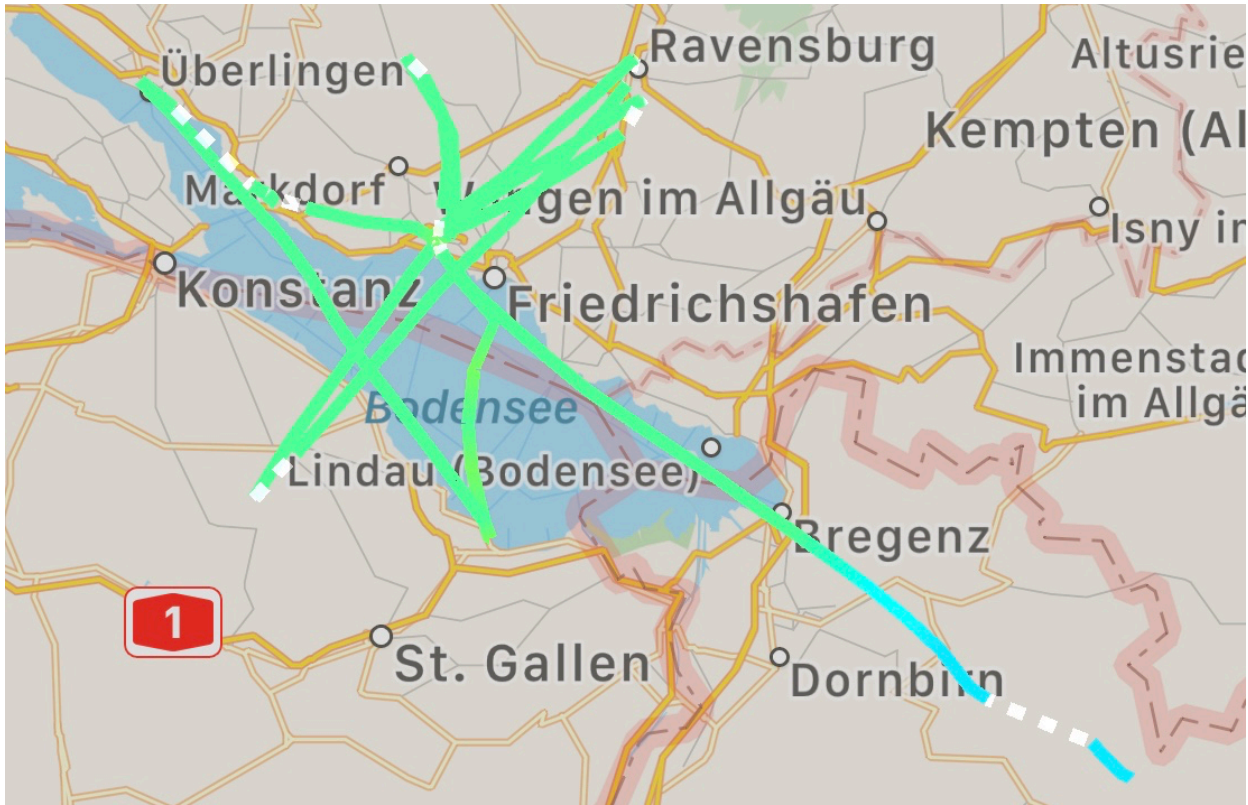 Ravensburg
Altusrie
Überlingen
Kempten (Al
Markdorf
Wangen im Allgäu
Isny in
Konstanz
Friedrichshafen
Immenstad
im Allgä
Bodensee
Lindau (Bodensee)
Bregenz
1
St. Gallen
Dornbirn